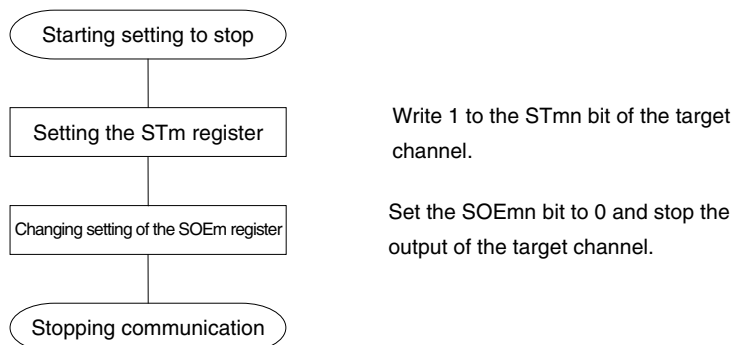 Starting setting to stop
Setting the STm register
Write 1 to the STmn bit of the target
channel.
Changing setting of the SOEm register
Set the SOEmn bit to 0 and stop the
output of the target channel.
Stopping communication